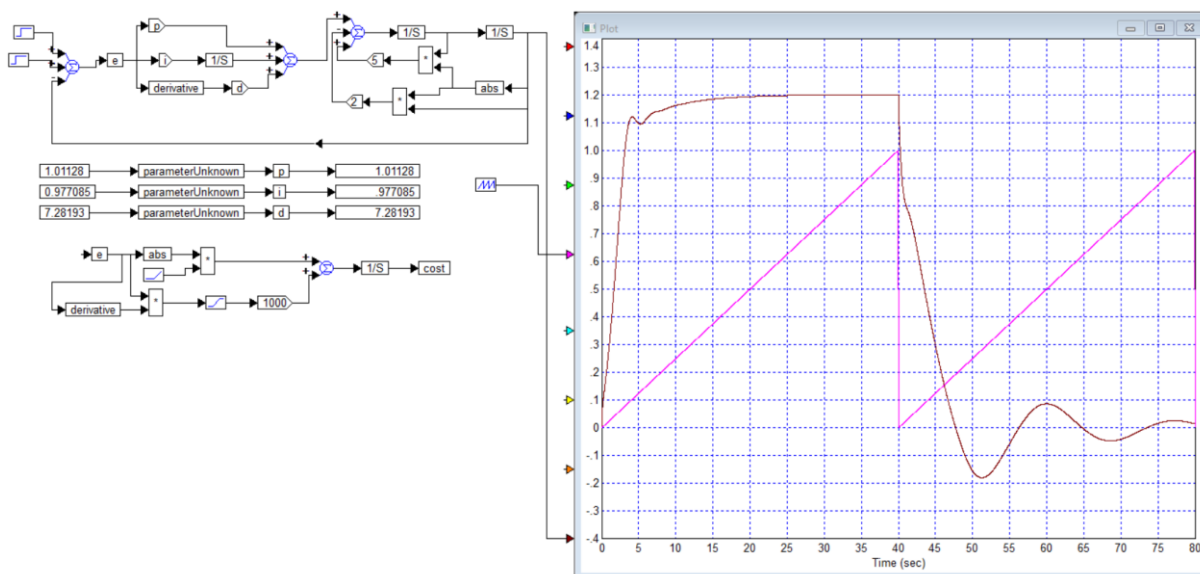 Plot
p
e
i
1/S
derivative
d
1/S
1/S
5
*
abs
2
*
1.01128 parameterUnknown p 1.01128
0.977085 parameterUnknown i .977085
7.28193 parameterUnknown d 7.28193
e abs *
1/S cost
derivative * 1000
1.4
1.3
1.2
1.1
1.0
.9
.8
.7
.6
.5
.4
.3
.2
.1
0
-.1
-.2
-.3
-.4
0 5 10 15 20 25 30 35 40 45 50 55 60 65 70 75 80
Time (sec)